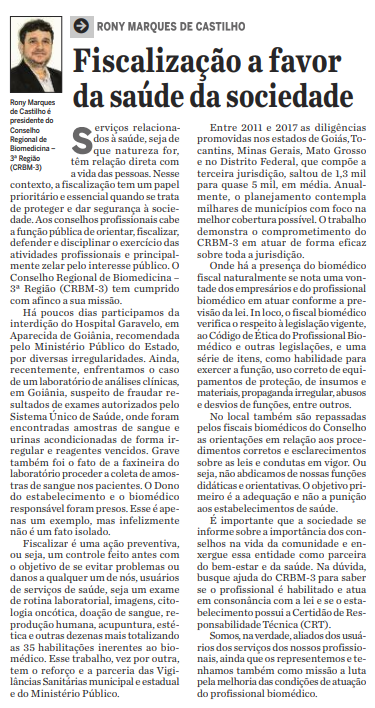 RONY MARQUES DE CASTILHO
Fiscalização a favor
da saúde da sociedade
Rony Marques
de Castilho é
presidente do
Conselho
Regional de
Biomedicina –
3ª Região
(CRBM-3)
Serviços relaciona-
dos à saúde, seja de
que natureza for,
têm relação direta com
a vida das pessoas. Nesse
contexto, a fiscalização tem um papel
prioritário e essencial quando se trata
de proteger e dar segurança à socie-
dade. Aos conselhos profissionais cabe
a função pública de orientar, fiscalizar,
defender e disciplinar o exercício das
atividades profissionais e principal-
mente zelar pelo interesse público. O
Conselho Regional de Biomedicina –
3ª Região (CRBM-3) tem cumprido
com afinco a sua missão.
Há poucos dias participamos da
interdição do Hospital Garavelo, em
Aparecida de Goiânia, recomendada
pelo Ministério Público do Estado,
por diversas irregularidades. Ainda,
recentemente, enfrentamos o caso
de um laboratório de análises clínicas,
em Goiânia, suspeito de fraudar re-
sultados de exames autorizados pelo
Sistema Único de Saúde, onde foram
encontradas amostras de sangue e
urinas acondicionadas de forma irre-
gular e reagentes vencidos. Grave
também foi o fato de a faxineira do
laboratório proceder a coleta de amos-
tras de sangue nos pacientes. O Dono
do estabelecimento e o biomédico
responsável foram presos. Esse é ape-
nas um exemplo, mas infelizmente
não é um fato isolado.
Fiscalizar é uma ação preventiva,
ou seja, um controle feito antes com
o objetivo de se evitar problemas ou
danos a qualquer um de nós, usuários
de serviços de saúde, seja um exame
de rotina laboratorial, imagens, cito-
logia oncótica, doação de sangue, re-
produção humana, acupuntura, esté-
tica e outras dezenas mais totalizando
as 35 habilitações inerentes ao bio-
médico. Esse trabalho, vez por outra,
tem o reforço e a parceria das Vigi-
lâncias Sanitárias municipal e estadual
e do Ministério Público.
Entre 2011 e 2017 as diligências
promovidas nos estados de Goiás, To-
cantins, Minas Gerais, Mato Grosso
e no Distrito Federal, que compõe a
terceira jurisdição, saltou de 1,3 mil
para quase 5 mil, em média. Anual-
mente, o planejamento contempla
milhares de municípios com foco na
melhor cobertura possível. O trabalho
demonstra o comprometimento do
CRBM-3 em atuar de forma eficaz
sobre toda a jurisdição.
Onde há a presença do biomédico
fiscal naturalmente se nota uma von-
tade dos empresários e do profissional
biomédico em atuar conforme a pre-
visão da lei. In loco, o fiscal biomédico
verifica o respeito à legislação vigente,
ao Código de Ética do Profissional Bio-
médico e outras legislações, e uma
série de itens, como habilidade para
exercer a função, uso correto de equi-
pamentos de proteção, de insumos e
materiais, propaganda irregular, abusos
e desvios de funções, entre outros.
No local também são repassadas
pelos fiscais biomédicos do Conselho
as orientações em relação aos proce-
dimentos corretos e esclarecimentos
sobre as leis e condutas em vigor. Ou
seja, não abdicamos de nossas funções
didáticas e orientativas. O objetivo pri-
meiro é a adequação e não a punição
aos estabelecimentos de saúde.
É importante que a sociedade se
informe sobre a importância dos con-
selhos na vida da comunidade e en-
xergue essa entidade como parceira
do bem-estar e da saúde. Na dúvida,
busque ajuda do CRBM-3 para saber
se o profissional é habilitado e atua
em consonância com a lei e se o esta-
belecimento possui a Certidão de Res-
ponsabilidade Técnica (CRT).
Somos, na verdade, aliados dos usuá-
rios dos serviços dos nossos profissio-
nais, ainda que os representemos e te-
nhamos também como missão a luta
pela melhoria das condições de atuação
do profissional biomédico.